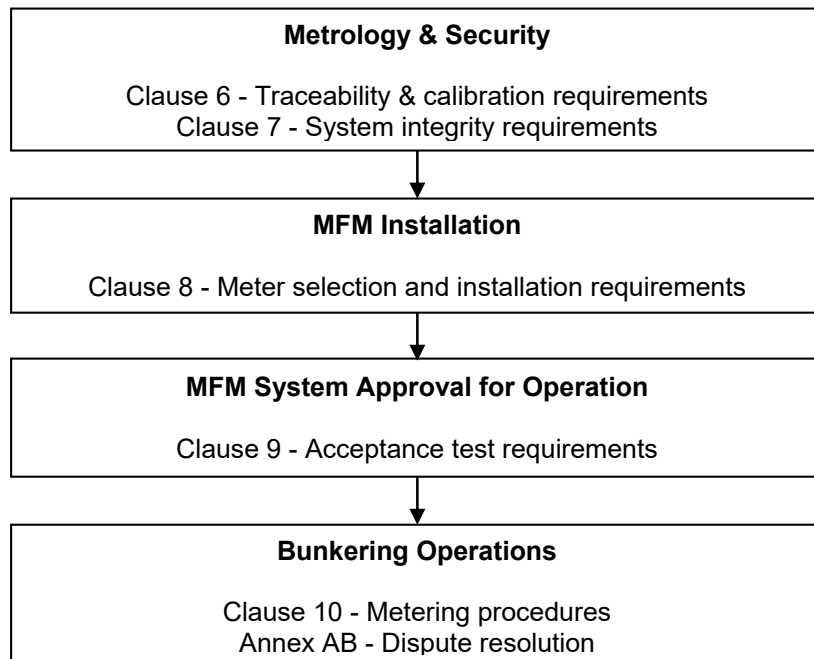 Metrology & Security
Clause 6 - Traceability & calibration requirements
Clause 7 - System integrity requirements
MFM Installation
Clause 8 - Meter selection and installation requirements
MFM System Approval for Operation
Clause 9 - Acceptance test requirements
Bunkering Operations
Clause 10 - Metering procedures
Annex AB - Dispute resolution